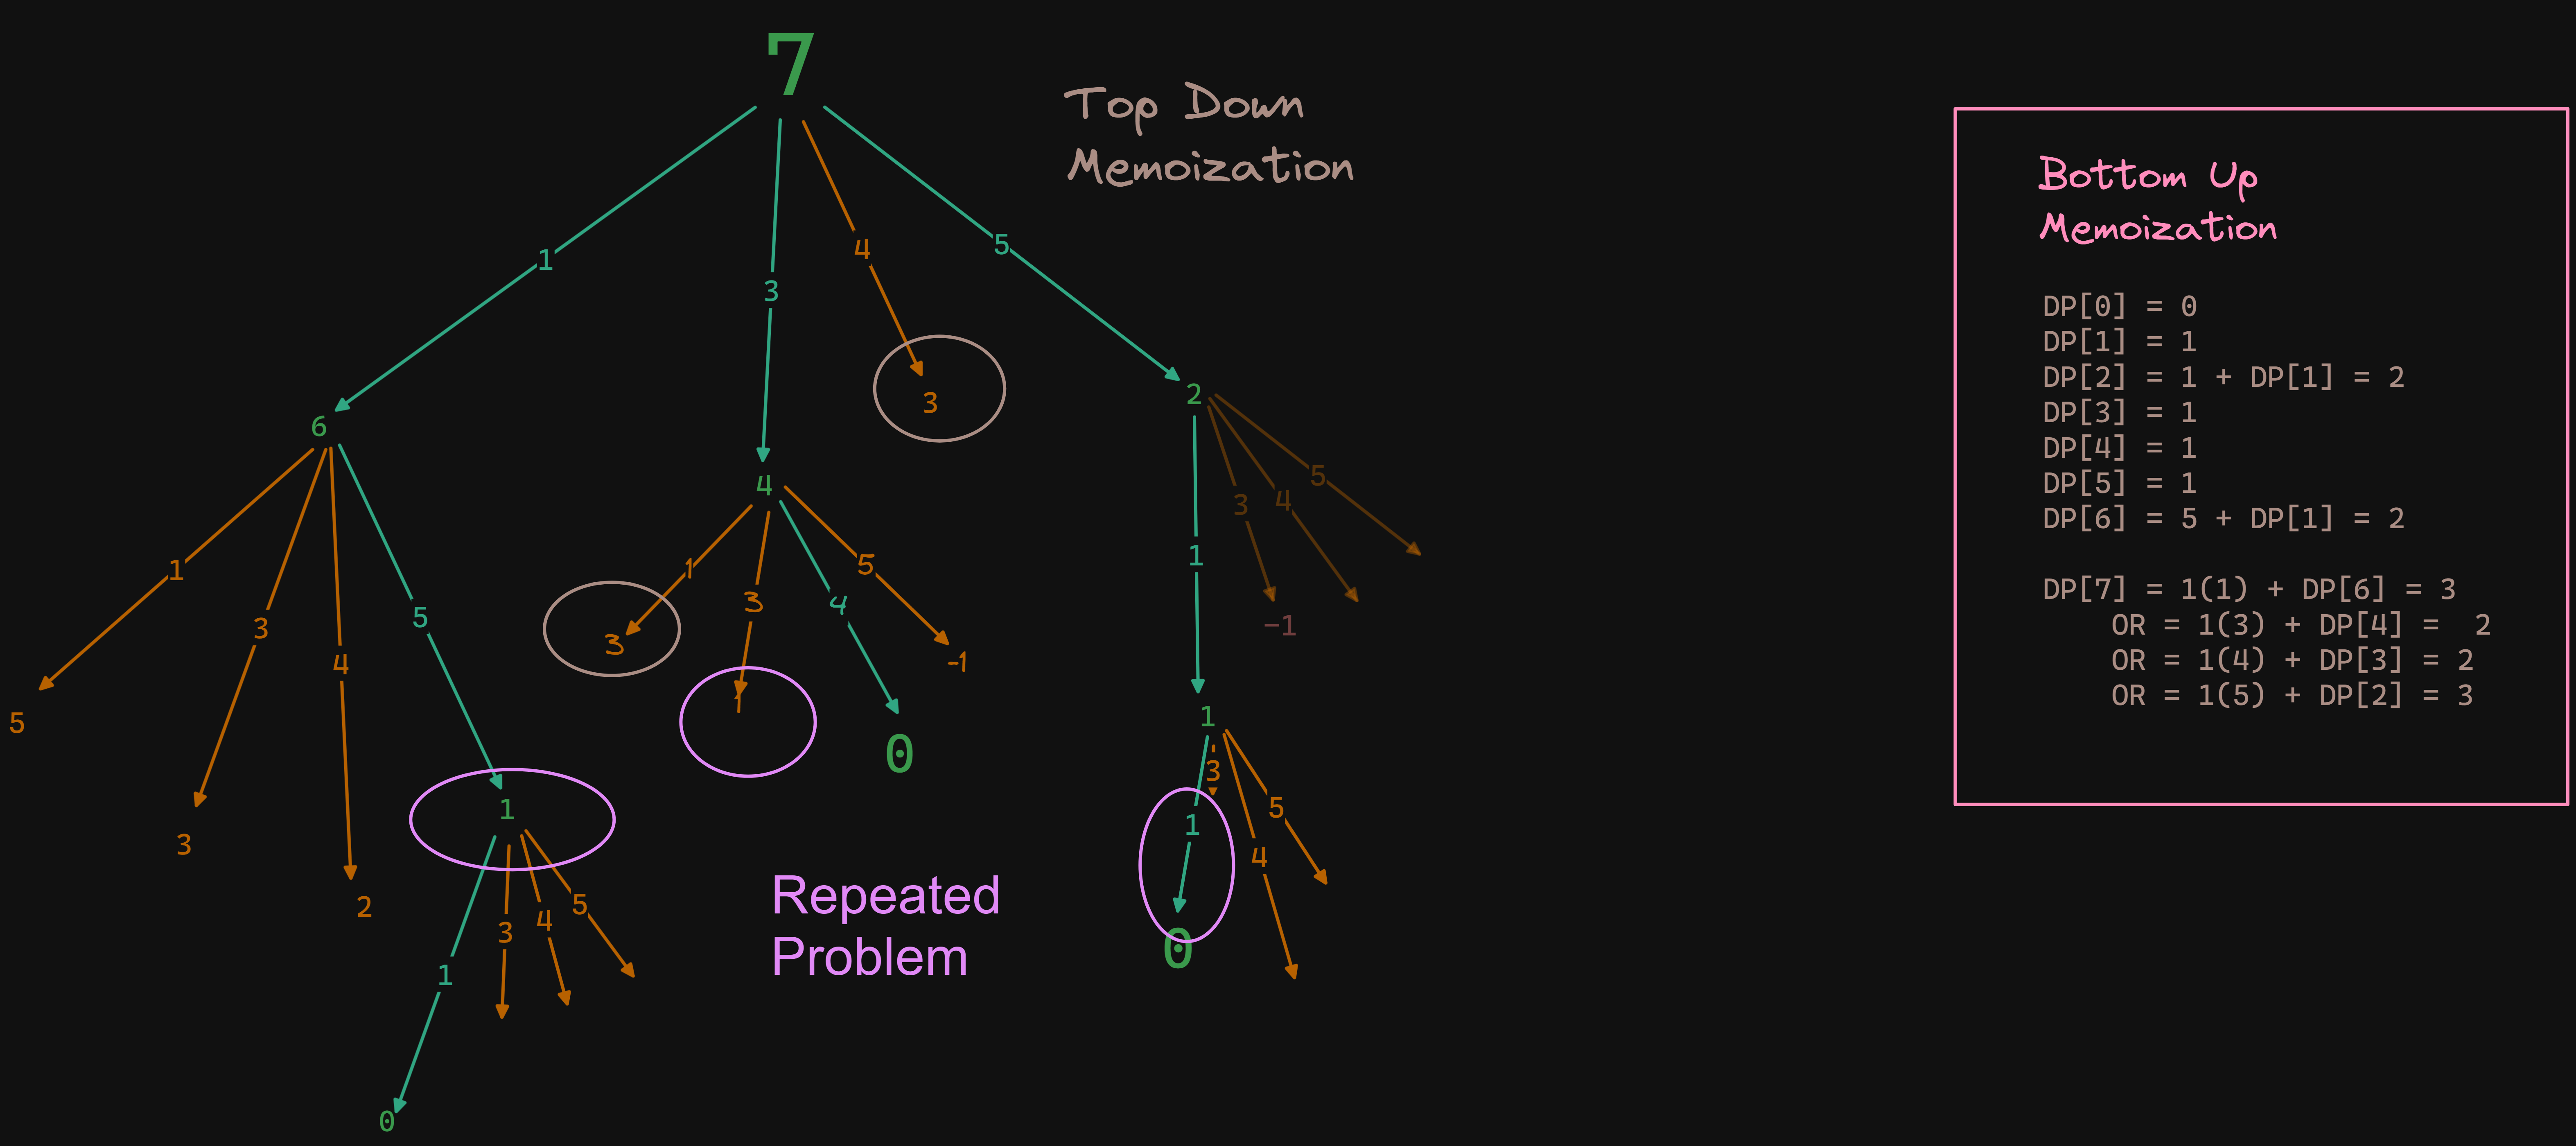 7
Top Down
Memoization
1
3
4
5
3
2
6
4
1
3
4
5
5
3
2
1
1
3
4
5
0
1
3
4
5
3
1
0
-1
1
3
4
5
-1
1
1
3
4
5
0
Repeated
Problem
Bottom Up
Memoization
DP[0] = 0
DP[1] = 1
DP[2] = 1 + DP[1] = 2
DP[3] = 1
DP[4] = 1
DP[5] = 1
DP[6] = 5 + DP[1] = 2
DP[7] = 1(1) + DP[6] = 3
OR = 1(3) + DP[4] = 2
OR = 1(4) + DP[3] = 2
OR = 1(5) + DP[2] = 3